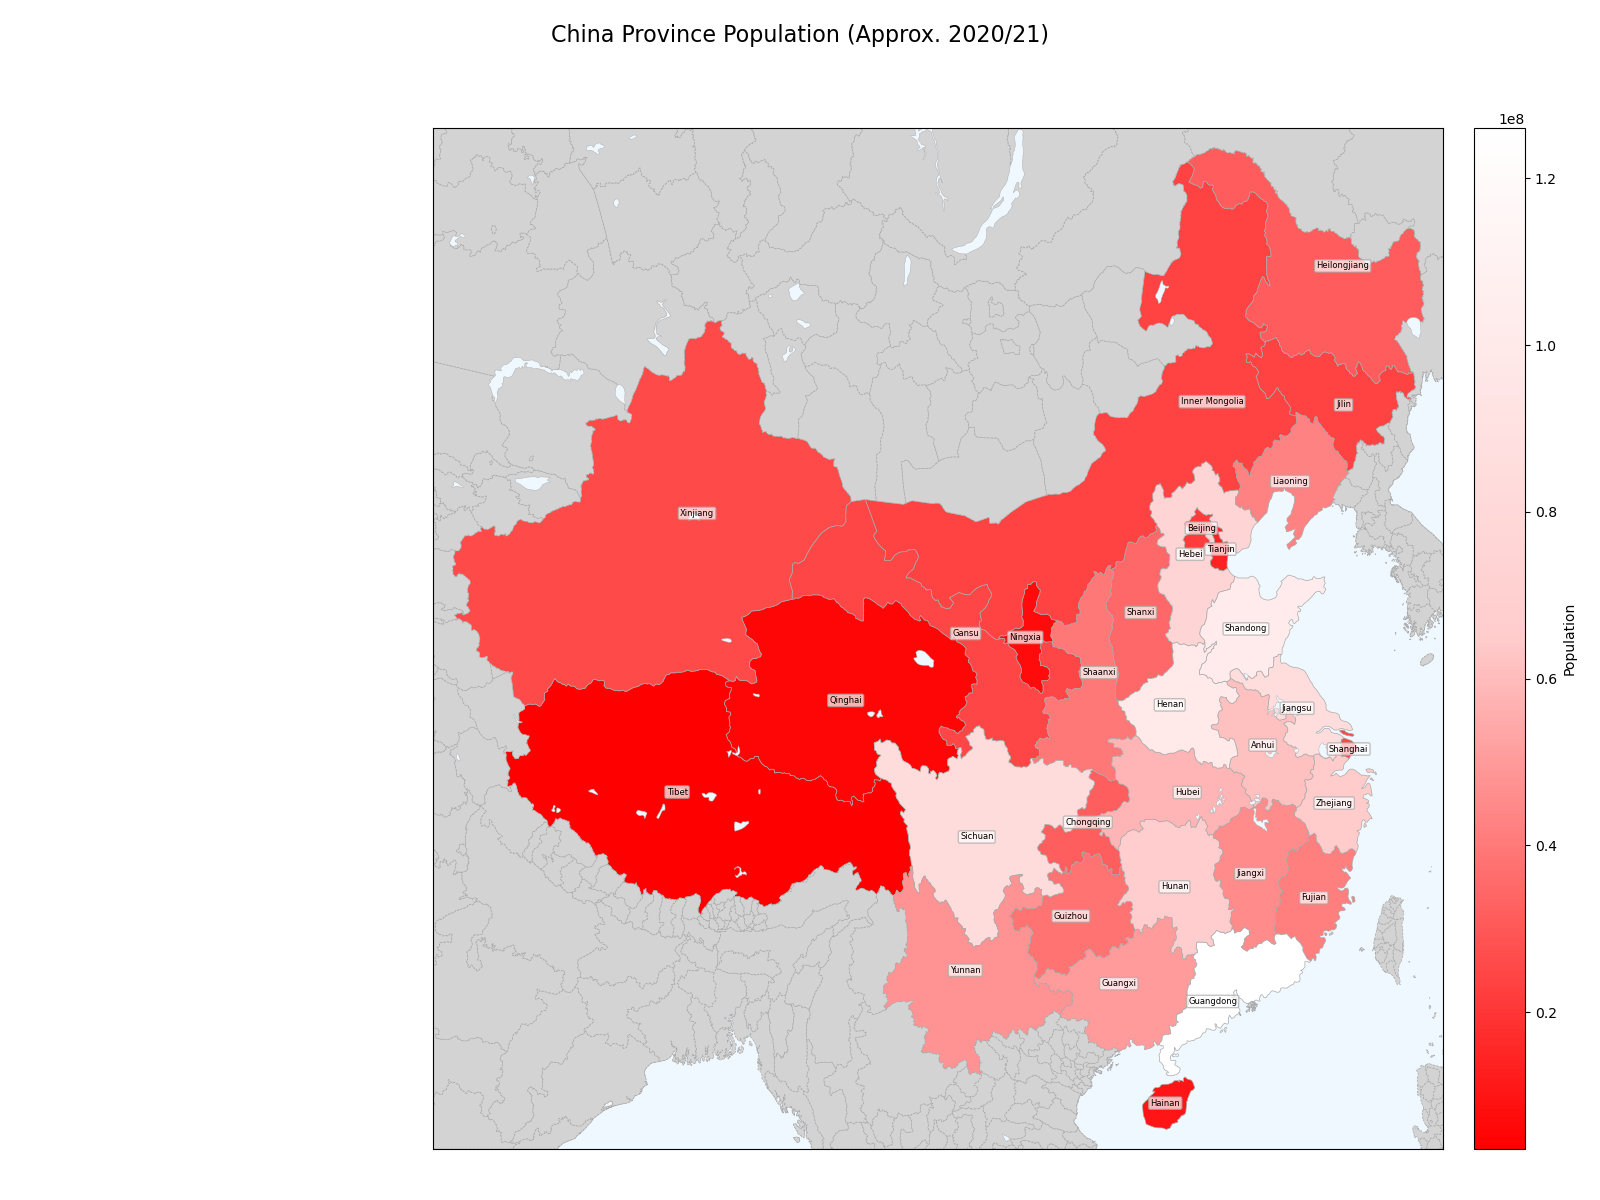 China Province Population (Approx. 2020/21)
1e8
1.2
Heilongjiang
1.0
Inner Mongolia
Jilin
Liaoning
Xinjiang
0.8
Beijing
Tianjin
Hebei
Shanxi
Shandong
Gansu
Ningxia
Population
Shaanxi
0.6
Qinghai
Henan
Jiangsu
Anhui
Shanghai
Tibet
Hubei
Zhejiang
Chongqing
Sichuan
0.4
Jiangxi
Hunan
Fujian
Guizhou
Yunnan
Guangxi
Guangdong
0.2
Hainan